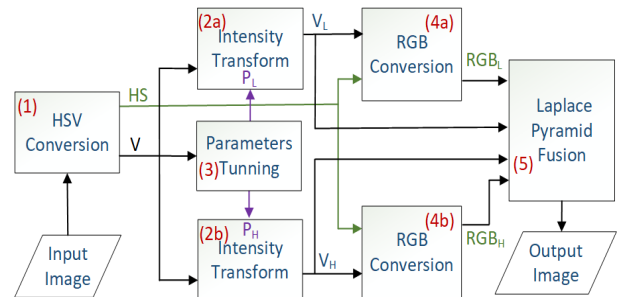 (1)
HSV
Conversion
Input
Image
HS
V
(2a)
Intensity
Transform
P_L
Parameters
(3) Tunning
P_H
(2b)
Intensity
Transform
V_L
V_H
(4a)
RGB
Conversion
(4b)
RGB
Conversion
RGB_L
RGB_H
Laplace
Pyramid
Fusion
(5)
Output
Image